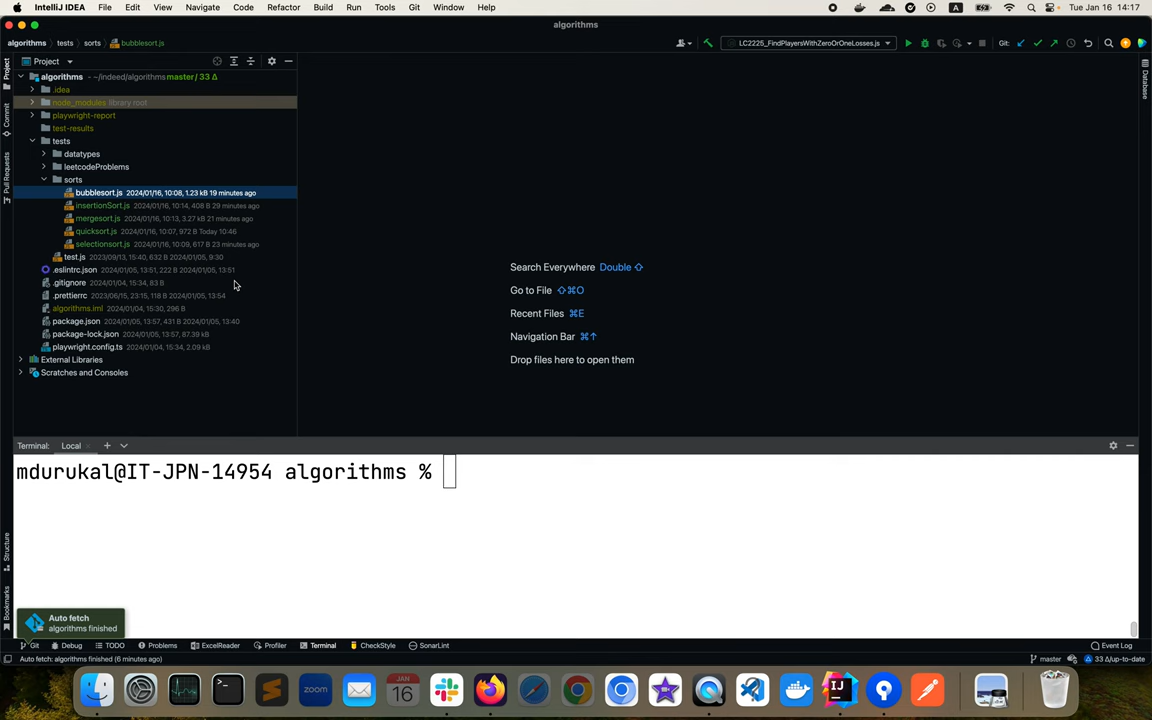 IntelliJ IDEA File Edit View Navigate Code Refactor Build Run Tools Git Window Help A Tue Jan 16 14:17
algorithms
algorithms tests sorts bubblesort.js LC2225_FindPlayersWithZeroOrOneLosses.js Git:
Project
algorithms ~/indeed/algorithms master / 33 Δ
.idea
node_modules library root
playwright-report
test-results
tests
datatypes
leetcodeProblems
sorts
bubblesort.js 2024/01/16, 10:08, 1.23 kB 19 minutes ago
insertionSort.js 2024/01/16, 10:14, 408 B 29 minutes ago
mergesort.js 2024/01/16, 10:13, 3.27 kB 21 minutes ago
quicksort.js 2024/01/16, 10:07, 972 B Today 10:46
selectionsort.js 2024/01/16, 10:09, 617 B 23 minutes ago
test.js 2023/09/13, 15:40, 632 B 2024/01/05, 9:30
.eslintrc.json 2024/01/05, 13:51, 222 B 2024/01/05, 13:51
.gitignore 2024/01/04, 15:34, 83 B
.prettierrc 2023/06/15, 23:15, 118 B 2024/01/05, 13:54
algorithms.iml 2024/01/04, 15:30, 296 B
package.json 2024/01/05, 13:57, 431 B 2024/01/05, 13:40
package-lock.json 2024/01/05, 13:57, 87.39 kB
playwright.config.ts 2024/01/04, 15:34, 2.09 kB
External Libraries
Scratches and Consoles
Search Everywhere Double ⇧
Go to File ⇧⌘O
Recent Files ⌘E
Navigation Bar ⌘↑
Drop files here to open them
Project
Commit
Pull Requests
Structure
Bookmarks
Database
Terminal: Local
mdurukal@IT-JPN-14954 algorithms %
Auto fetch
algorithms finished
Git Debug TODO Problems ExcelReader Profiler Terminal CheckStyle SonarLint Event Log
Auto fetch: algorithms finished (6 minutes ago) master 33 Δ/up-to-date
zoom
JAN
16
IJ